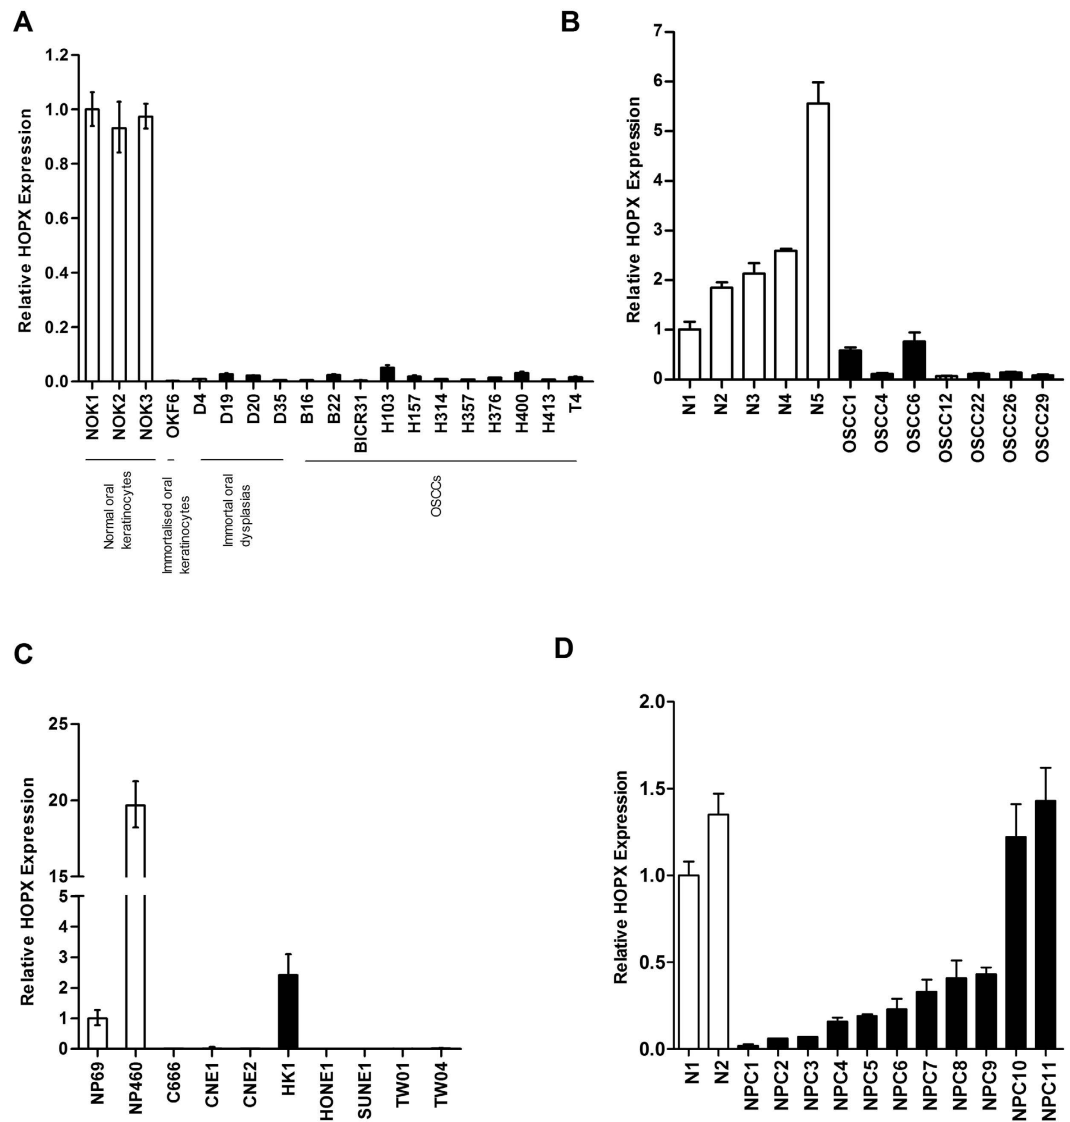 A
Relative HOPX Expression
1.2
1.0
0.8
0.6
0.4
0.2
0.0
NOK1
NOK2
NOK3
OKF6
D4
D19
D20
D35
B16
B22
BICR31
H103
H157
H314
H357
H376
H400
H413
T4
Normal oral
keratinocytes
Immortalised oral
keratinocytes
Immortal oral
dysplasias
OSCCs
B
Relative HOPX Expression
7
6
5
4
3
2
1
0
N1
N2
N3
N4
N5
OSCC1
OSCC4
OSCC6
OSCC12
OSCC22
OSCC26
OSCC29
C
Relative HOPX Expression
25
20
15
5
4
3
2
1
0
NP69
NP460
C666
CNE1
CNE2
HK1
HONE1
SUNE1
TW01
TW04
D
Relative HOPX Expression
2.0
1.5
1.0
0.5
0.0
N1
N2
NPC1
NPC2
NPC3
NPC4
NPC5
NPC6
NPC7
NPC8
NPC9
NPC10
NPC11